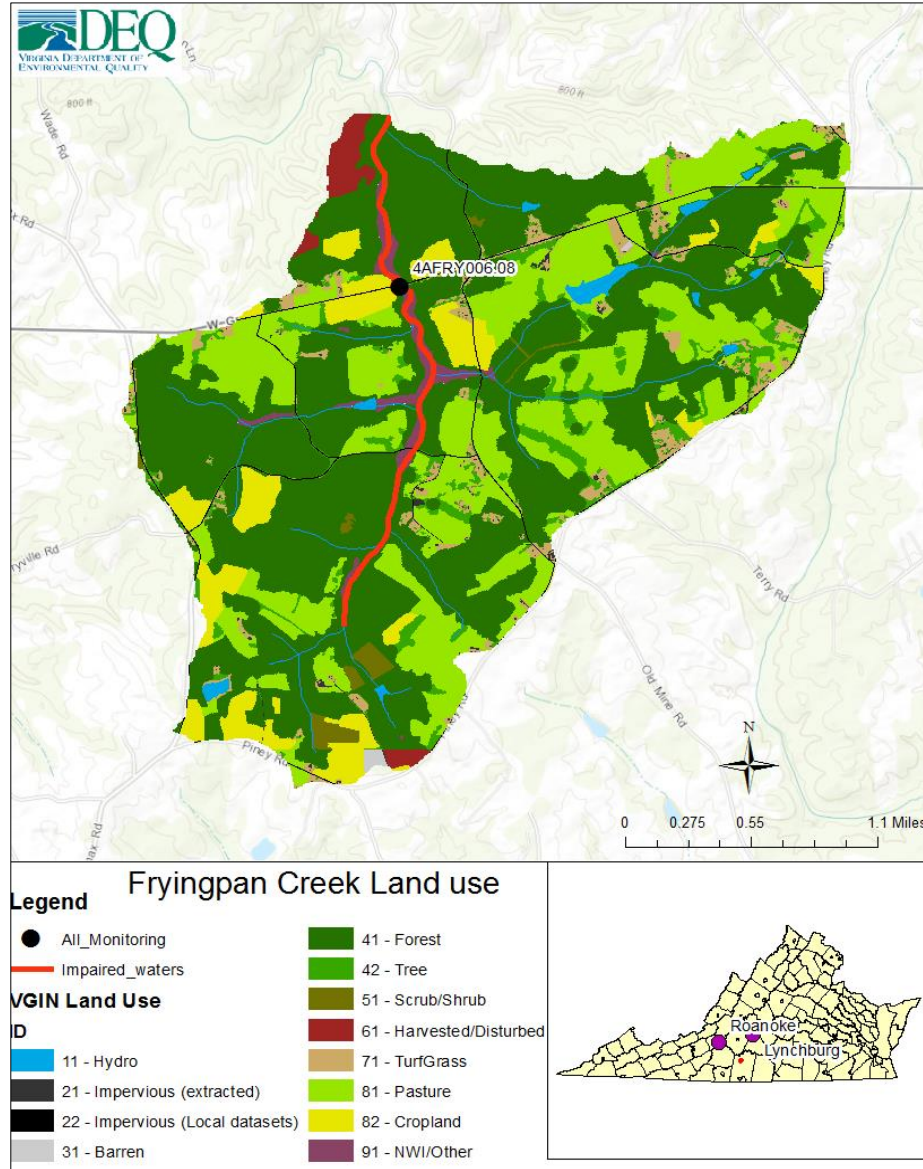 DEQ
VIRGINIA DEPARTMENT OF
ENVIRONMENTAL QUALITY
800 ft
800 ft
Wade Rd
4AFRY006.08
W-G
Terry Rd
Old Mine Rd
Piney Rd
N
0 0.275 0.55 1.1 Miles
Fryingpan Creek Land use
Legend
All_Monitoring
Impaired_waters
VGIN Land Use
ID
11 - Hydro
21 - Impervious (extracted)
22 - Impervious (Local datasets)
31 - Barren
41 - Forest
42 - Tree
51 - Scrub/Shrub
61 - Harvested/Disturbed
71 - TurfGrass
81 - Pasture
82 - Cropland
91 - NWI/Other
Roanoke
Lynchburg